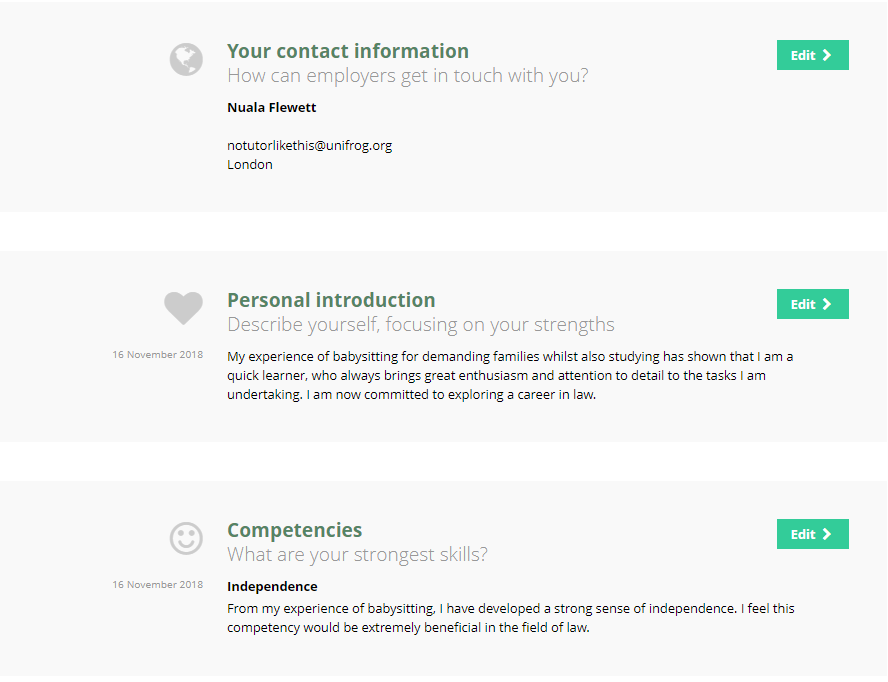 Your contact information
Edit
How can employers get in touch with you?
Nuala Flewett
notutorlikethis@unifrog.org
London
Personal introduction
Edit
Describe yourself, focusing on your strengths
16 November 2018
My experience of babysitting for demanding families whilst also studying has shown that I am a
quick learner, who always brings great enthusiasm and attention to detail to the tasks I am
undertaking. I am now committed to exploring a career in law.
Competencies
Edit
What are your strongest skills?
16 November 2018
Independence
From my experience of babysitting, I have developed a strong sense of independence. I feel this
competency would be extremely beneficial in the field of law.